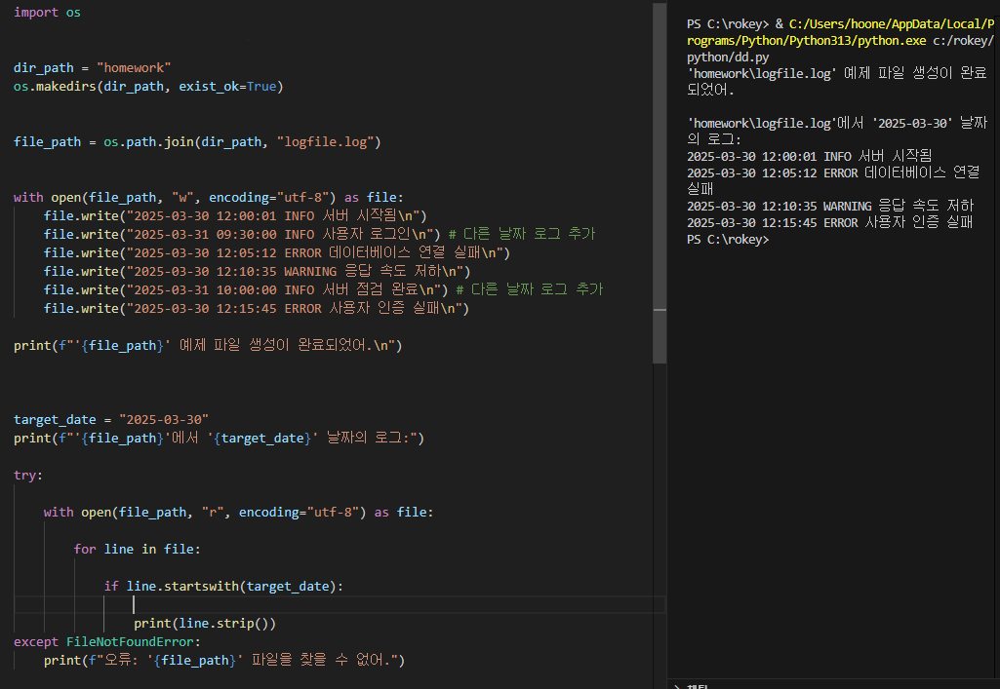 import os
dir_path = "homework"
os.makedirs(dir_path, exist_ok=True)
file_path = os.path.join(dir_path, "logfile.log")
with open(file_path, "w", encoding="utf-8") as file:
    file.write("2025-03-30 12:00:01 INFO 서버 시작됨\n")
    file.write("2025-03-31 09:30:00 INFO 사용자 로그인\n") # 다른 날짜 로그 추가
    file.write("2025-03-30 12:05:12 ERROR 데이터베이스 연결 실패\n")
    file.write("2025-03-30 12:10:35 WARNING 응답 속도 저하\n")
    file.write("2025-03-31 10:00:00 INFO 서버 점검 완료\n") # 다른 날짜 로그 추가
    file.write("2025-03-30 12:15:45 ERROR 사용자 인증 실패\n")
print(f"'{file_path}' 예제 파일 생성이 완료되었어.\n")
target_date = "2025-03-30"
print(f"'{file_path}'에서 '{target_date}' 날짜의 로그:")
try:
    with open(file_path, "r", encoding="utf-8") as file:
        for line in file:
            if line.startswith(target_date):
                print(line.strip())
except FileNotFoundError:
    print(f"오류: '{file_path}' 파일을 찾을 수 없어.")
PS C:\rokey> & C:/Users/hoone/AppData/Local/P
rograms/Python/Python313/python.exe c:/rokey/
python/dd.py
'homework\logfile.log' 예제 파일 생성이 완료
되었어.
'homework\logfile.log'에서 '2025-03-30' 날짜
의 로그:
2025-03-30 12:00:01 INFO 서버 시작됨
2025-03-30 12:05:12 ERROR 데이터베이스 연결
실패
2025-03-30 12:10:35 WARNING 응답 속도 저하
2025-03-30 12:15:45 ERROR 사용자 인증 실패
PS C:\rokey>